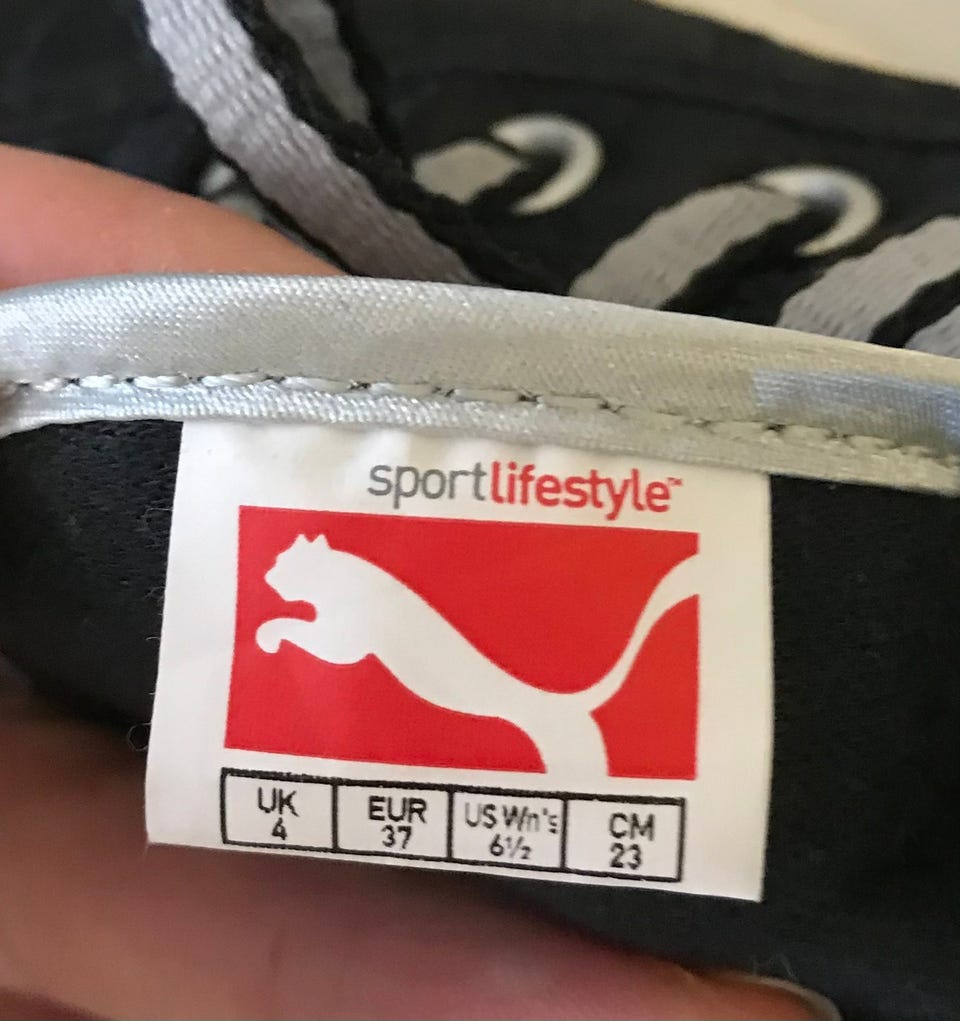 sportlifestyle™
UK EUR US Wn's CM
4 37 6½ 23